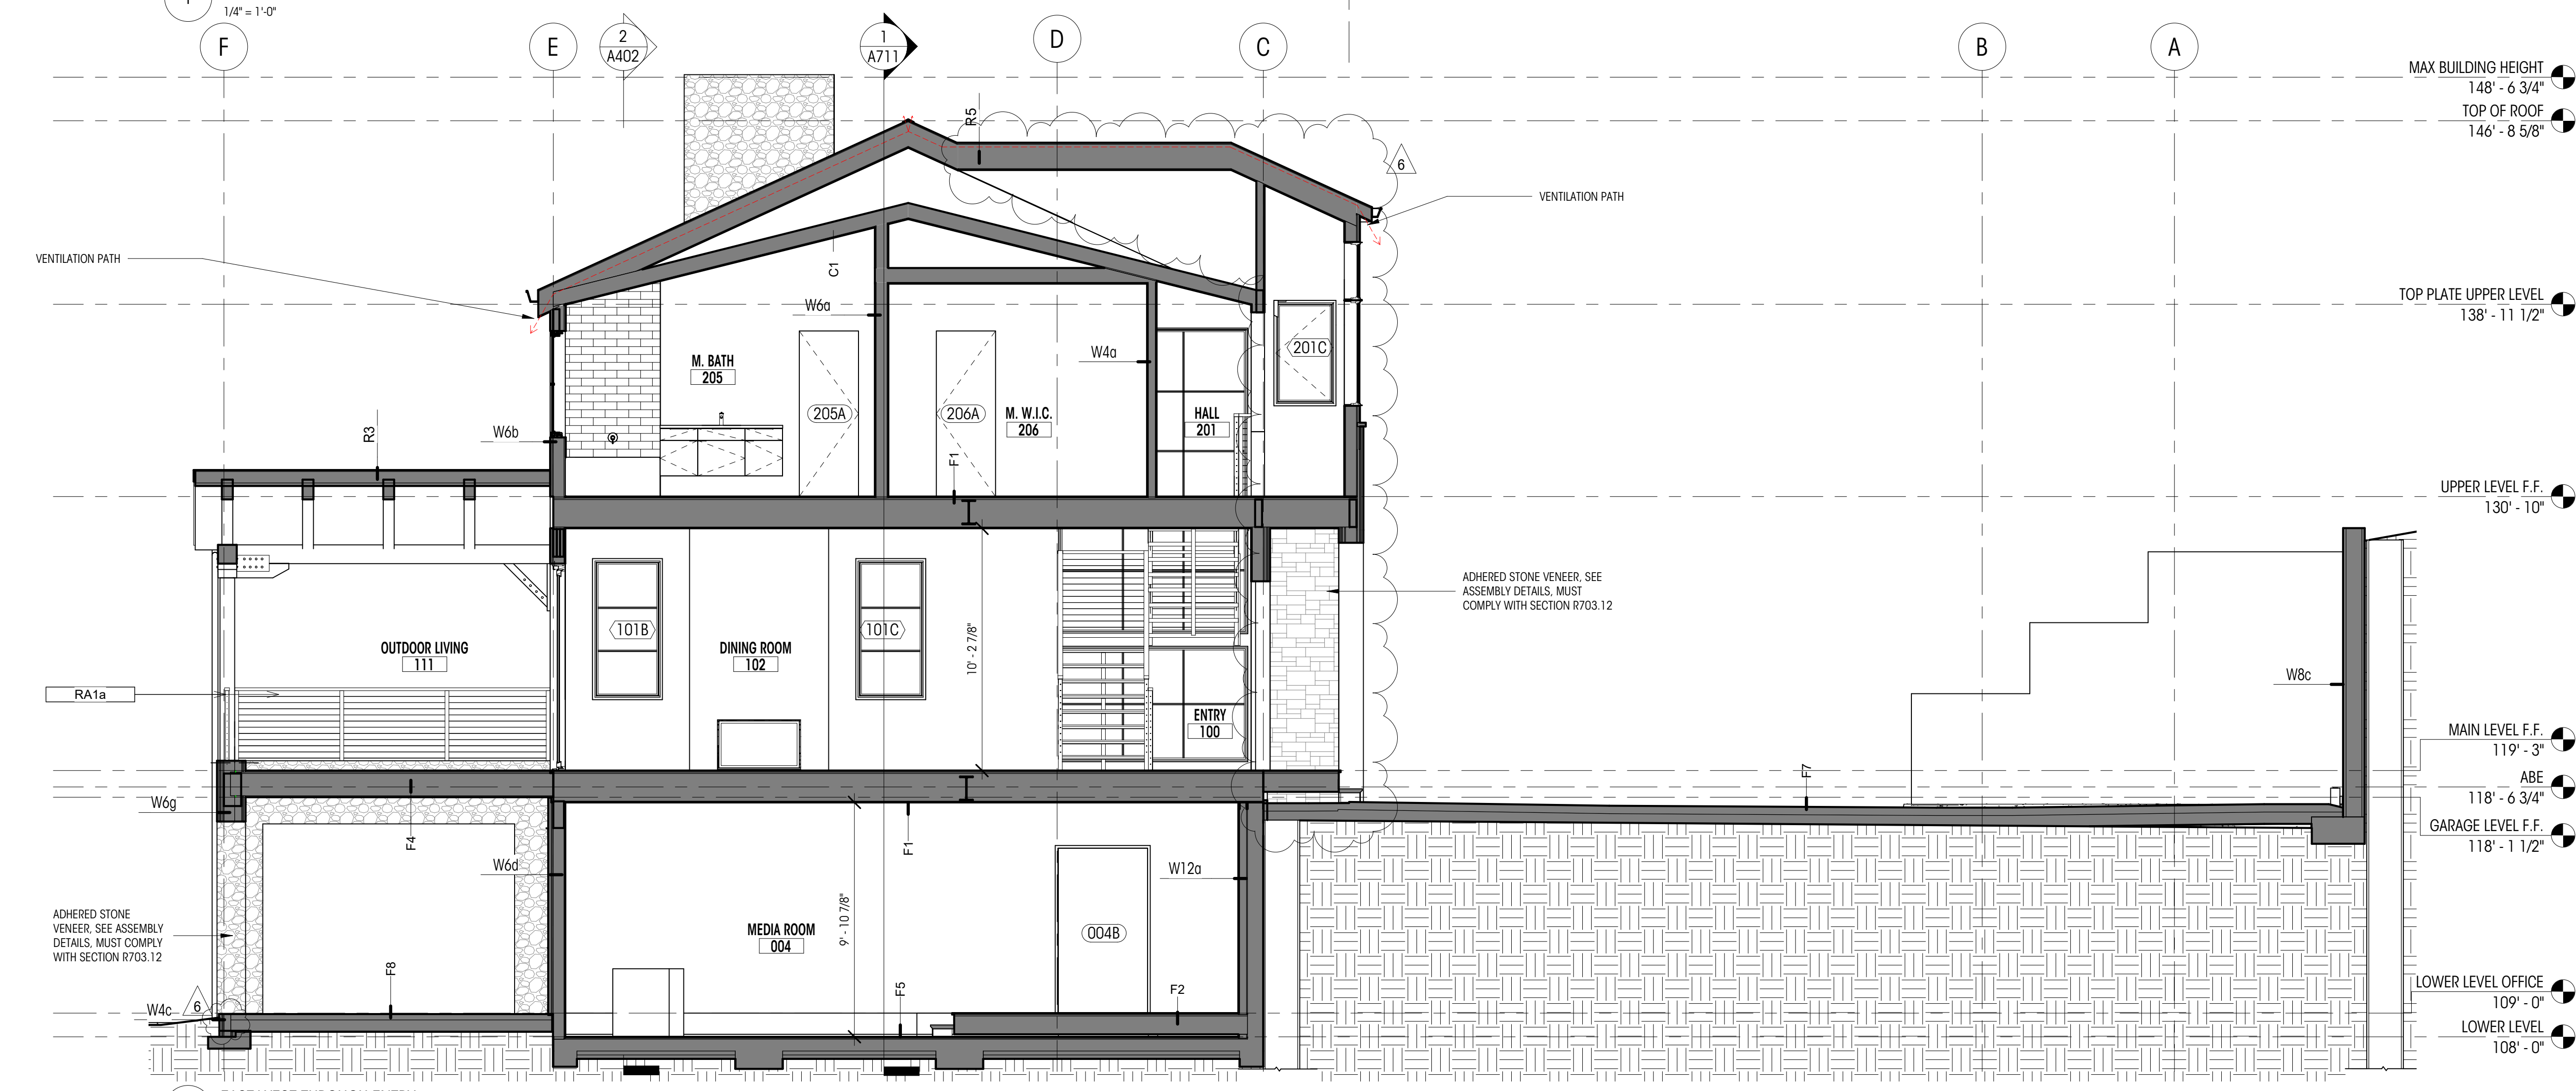 1/4" = 1'-0"
F
E
2
A402
1
A711
D
C
B
A
MAX BUILDING HEIGHT
148' - 6 3/4"
TOP OF ROOF
146' - 8 5/8"
R5
6
VENTILATION PATH
VENTILATION PATH
C1
W6a
TOP PLATE UPPER LEVEL
138' - 11 1/2"
201C
W4a
M. BATH
205
205A
206A
M. W.I.C.
206
HALL
201
R3
W6b
F1
UPPER LEVEL F.F.
130' - 10"
ADHERED STONE VENEER, SEE
ASSEMBLY DETAILS, MUST
COMPLY WITH SECTION R703.12
101B
101C
OUTDOOR LIVING
111
DINING ROOM
102
10' - 2 7/8"
RA1a
W8c
ENTRY
100
MAIN LEVEL F.F.
119' - 3"
F7
ABE
118' - 6 3/4"
W6g
GARAGE LEVEL F.F.
118' - 1 1/2"
F4
F1
W6d
W12a
ADHERED STONE
VENEER, SEE ASSEMBLY
DETAILS, MUST COMPLY
WITH SECTION R703.12
MEDIA ROOM
004
9' - 10 7/8"
004B
F8
F5
F2
LOWER LEVEL OFFICE
109' - 0"
6
W4c
LOWER LEVEL
108' - 0"